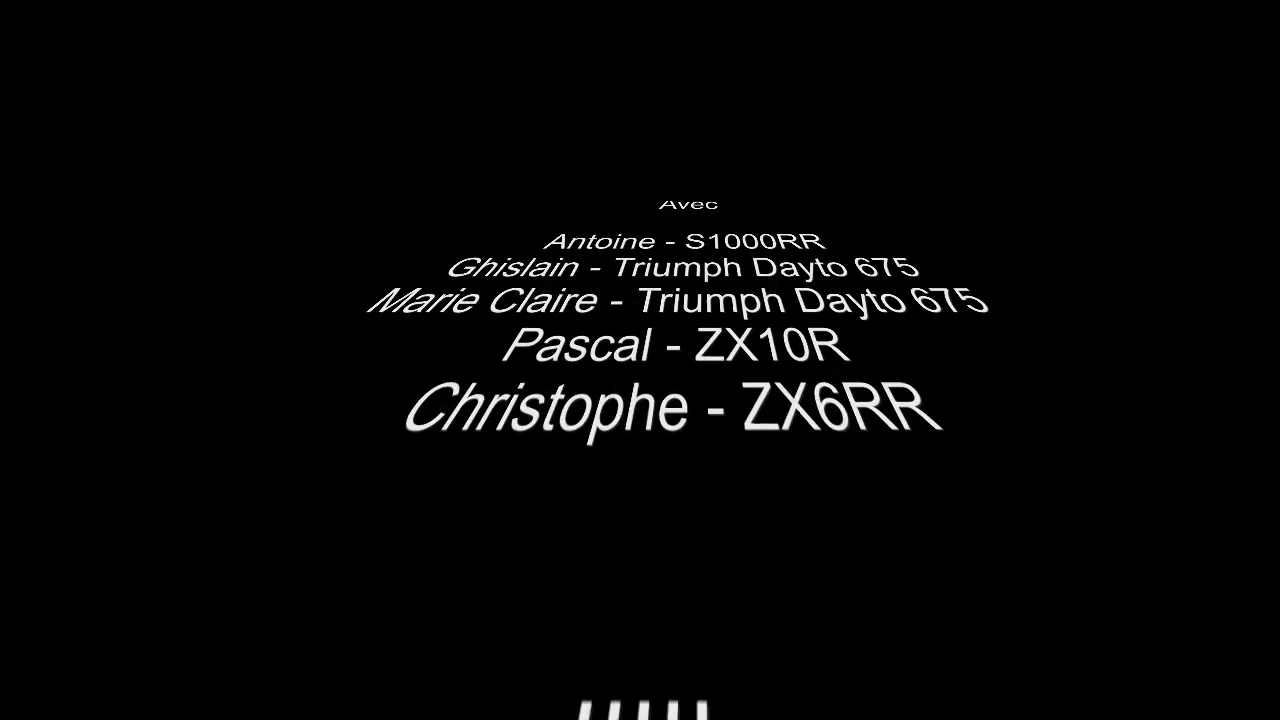 Avec
Antoine - S1000RR
Ghislain - Triumph Dayto 675
Marie Claire - Triumph Dayto 675
Pascal - ZX10R
Christophe - ZX6RR